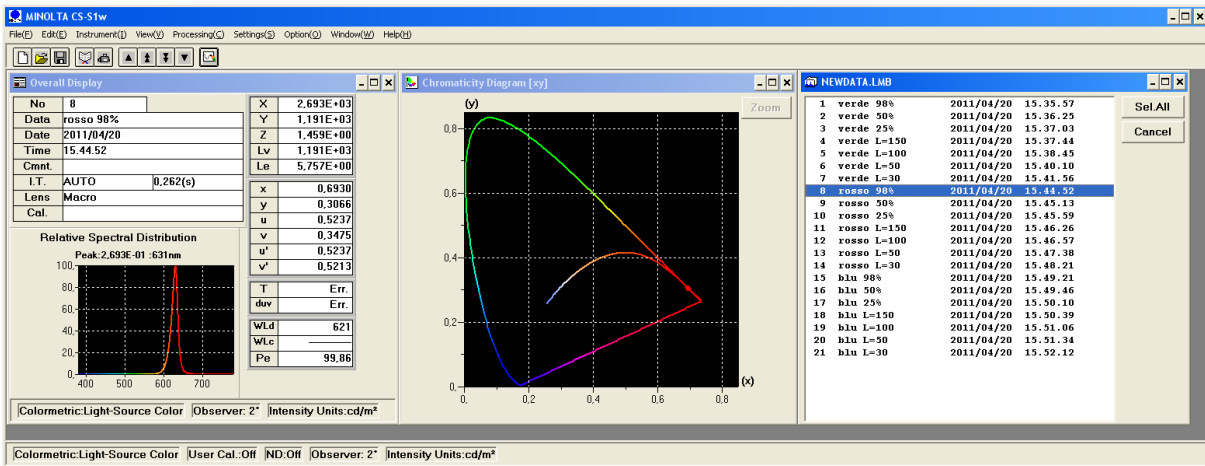 MINOLTA CS-S1w
File(F) Edit(E) Instrument(I) View(V) Processing(C) Settings(S) Option(O) Window(W) Help(H)
Overall Display
No 8
Data rosso 98%
Date 2011/04/20
Time 15.44.52
Cmnt.
I.T. AUTO 0,262(s)
Lens Macro
Cal.
X 2,693E+03
Y 1,191E+03
Z 1,459E+00
Lv 1,191E+03
Le 5,757E+00
x 0,6930
y 0,3066
u 0,5237
v 0,3475
u' 0,5237
v' 0,5213
T Err.
duv Err.
WLd 621
WLc
Pe 99,86
Relative Spectral Distribution
Peak:2,693E-01 :631nm
100,
80,
60,
40,
20,
0,
400 500 600 700
Colormetric:Light-Source Color Observer: 2° Intensity Units:cd/m²
Chromaticity Diagram [xy]
Zoom
(y)
0,8
0,6
0,4
0,2
0,
0, 0,2 0,4 0,6 0,8
(x)
NEWDATA.LMB
1 verde 98% 2011/04/20 15.35.57
2 verde 50% 2011/04/20 15.36.25
3 verde 25% 2011/04/20 15.37.03
4 verde L=150 2011/04/20 15.37.44
5 verde L=100 2011/04/20 15.38.45
6 verde L=50 2011/04/20 15.40.10
7 verde L=30 2011/04/20 15.41.56
8 rosso 98% 2011/04/20 15.44.52
9 rosso 50% 2011/04/20 15.45.13
10 rosso 25% 2011/04/20 15.45.59
11 rosso L=150 2011/04/20 15.46.26
12 rosso L=100 2011/04/20 15.46.57
13 rosso L=50 2011/04/20 15.47.38
14 rosso L=30 2011/04/20 15.48.21
15 blu 98% 2011/04/20 15.49.21
16 blu 50% 2011/04/20 15.49.46
17 blu 25% 2011/04/20 15.50.10
18 blu L=150 2011/04/20 15.50.39
19 blu L=100 2011/04/20 15.51.06
20 blu L=50 2011/04/20 15.51.34
21 blu L=30 2011/04/20 15.52.12
Sel.All
Cancel
Colormetric:Light-Source Color User Cal.:Off ND:Off Observer: 2° Intensity Units:cd/m²